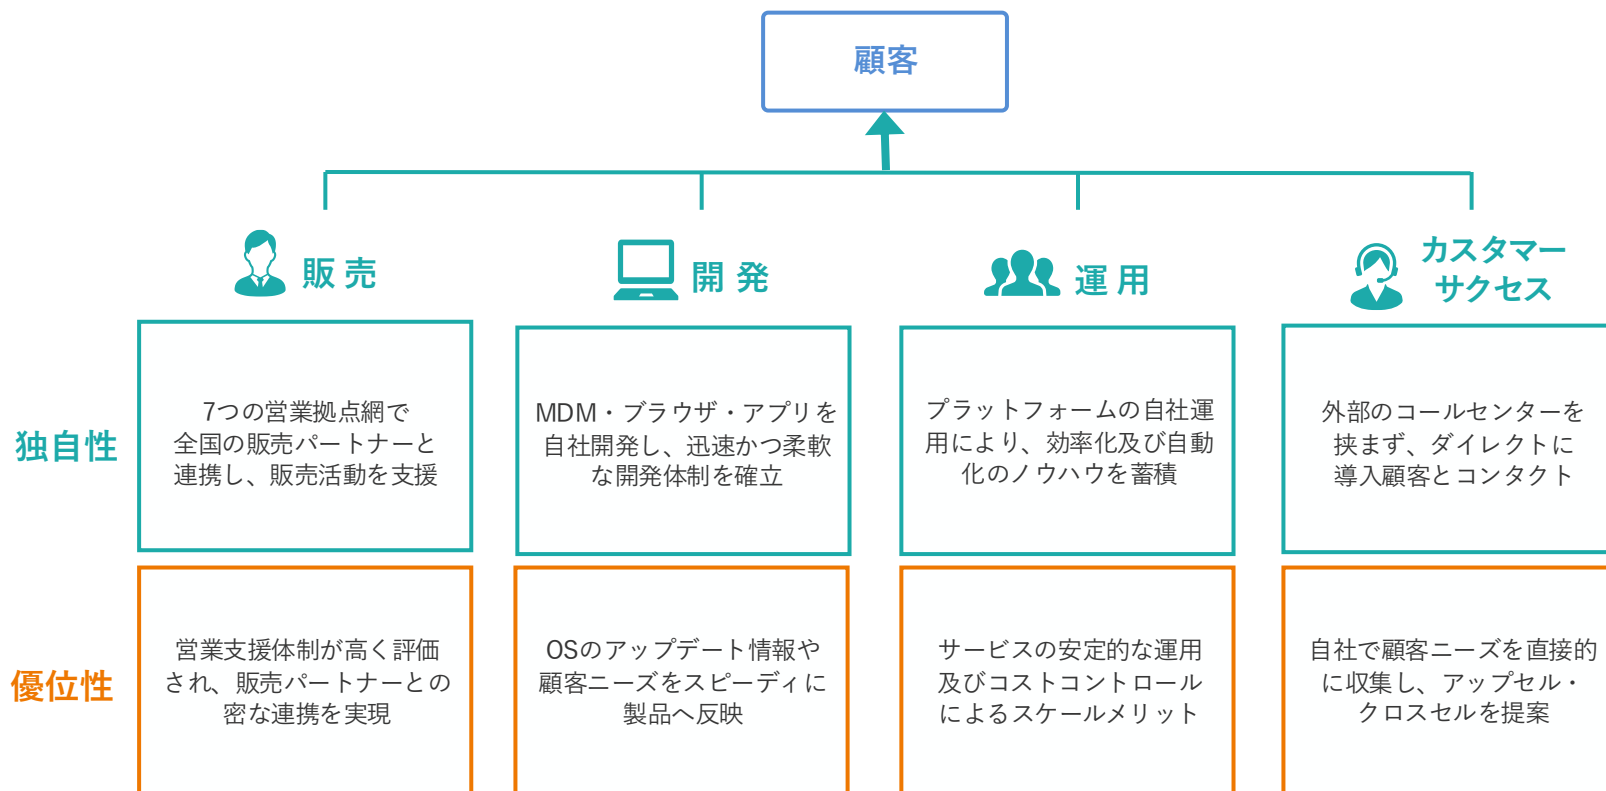 顧客
販売
開発
運用
カスタマー
サクセス
独自性
7つの営業拠点網で
全国の販売パートナーと
連携し、販売活動を支援
MDM・ブラウザ・アプリを
自社開発し、迅速かつ柔軟
な開発体制を確立
プラットフォームの自社運
用により、効率化及び自動
化のノウハウを蓄積
外部のコールセンターを
挟まず、ダイレクトに
導入顧客とコンタクト
優位性
営業支援体制が高く評価
され、販売パートナーとの
密な連携を実現
OSのアップデート情報や
顧客ニーズをスピーディに
製品へ反映
サービスの安定的な運用
及びコストコントロール
によるスケールメリット
自社で顧客ニーズを直接的
に収集し、アップセル・
クロスセルを提案